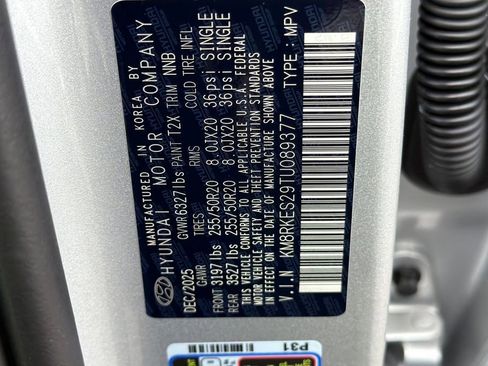 MANUFACTURED IN KOREA BY
HYUNDAI MOTOR COMPANY
DEC/2025 GVWR6327lbs PAINT T2X TRIM NNB
GAWR TIRES RIMS COLD TIRE INFL
FRONT 3197lbs 255/50R20 8.0JX20 36psi SINGLE
REAR 3527lbs 255/50R20 8.0JX20 36psi SINGLE
THIS VEHICLE CONFORMS TO ALL APPLICABLE U.S.A. FEDERAL
MOTOR VEHICLE SAFETY AND THEFT PREVENTION STANDARDS
IN EFFECT ON THE DATE OF MANUFACTURE SHOWN ABOVE
V.I.N KM8RKES29TU089377 TYPE: MPV
P31